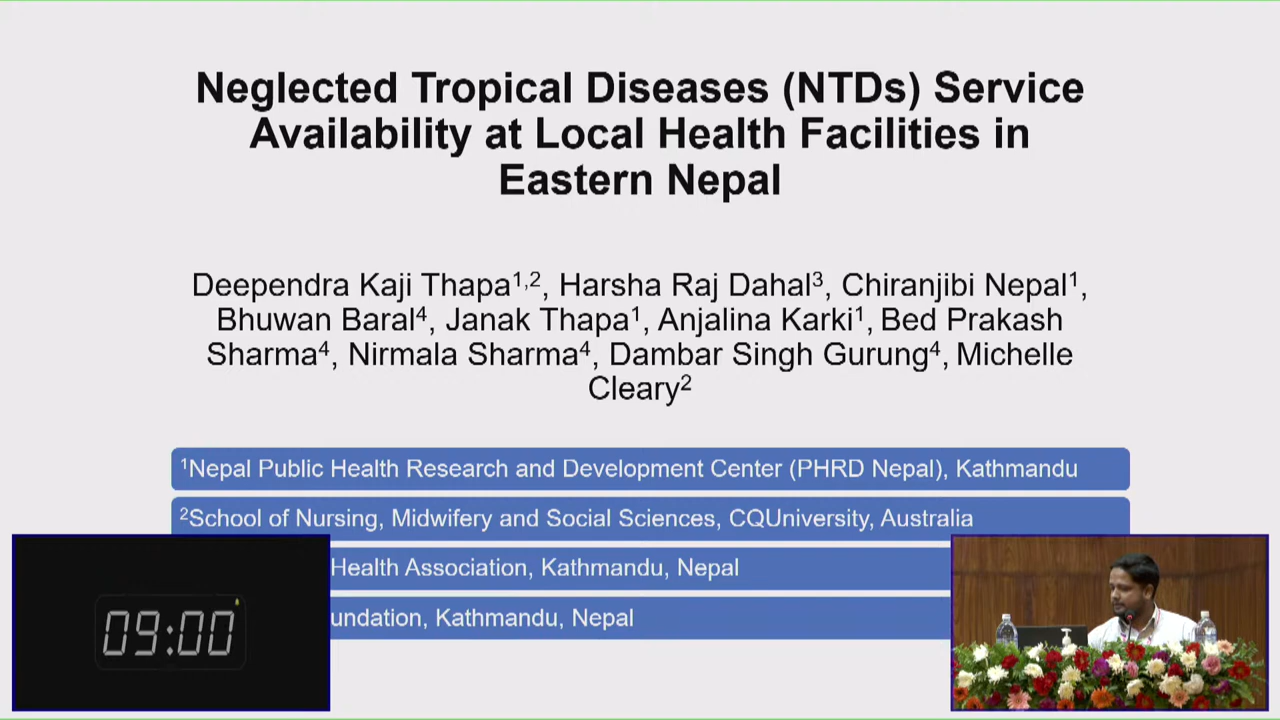 Neglected Tropical Diseases (NTDs) Service
Availability at Local Health Facilities in
Eastern Nepal
Deependra Kaji Thapa1,2, Harsha Raj Dahal3, Chiranjibi Nepal1,
Bhuwan Baral4, Janak Thapa1, Anjalina Karki1, Bed Prakash
Sharma4, Nirmala Sharma4, Dambar Singh Gurung4, Michelle
Cleary2
1Nepal Public Health Research and Development Center (PHRD Nepal), Kathmandu
2School of Nursing, Midwifery and Social Sciences, CQUniversity, Australia
Health Association, Kathmandu, Nepal
undation, Kathmandu, Nepal
09:00